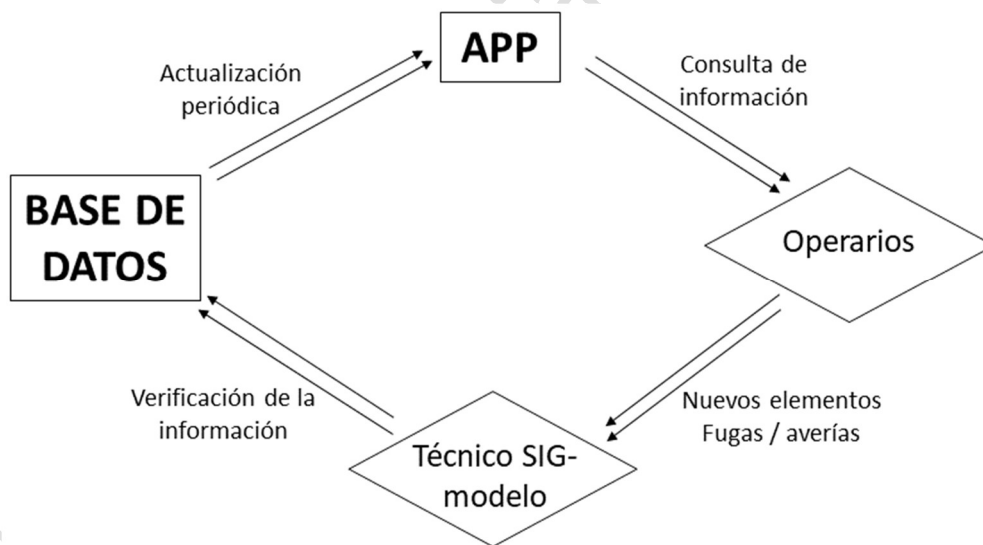 APP
Actualización
periódica
Consulta de
información
BASE DE
DATOS
Operarios
Verificación de la
información
Nuevos elementos
Fugas / averías
Técnico SIG-
modelo